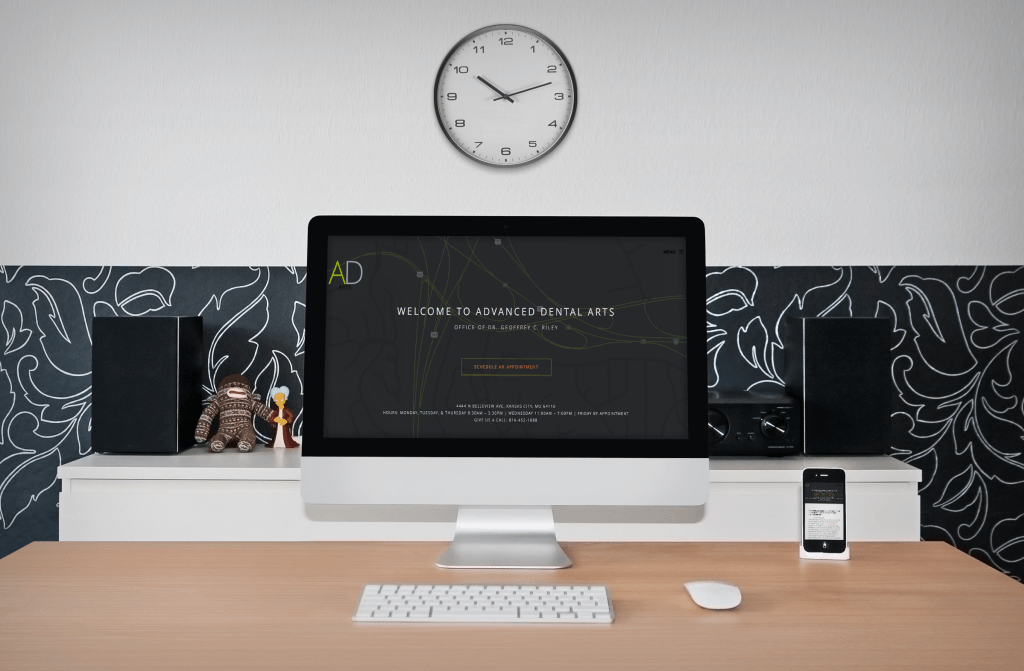 12
11
1
10
2
9
3
8
4
7
5
6
MENU
AD
WELCOME TO ADVANCED DENTAL ARTS
OFFICE OF DR. GEOFFREY C. RILEY
SCHEDULE AN APPOINTMENT
4444 N BELLEVIEW AVE, KANSAS CITY, MO 64116
HOURS: MONDAY, TUESDAY, & THURSDAY 8:30AM - 5:30PM | WEDNESDAY 11:00AM - 7:00PM | FRIDAY BY APPOINTMENT
GIVE US A CALL: 816-452-1088